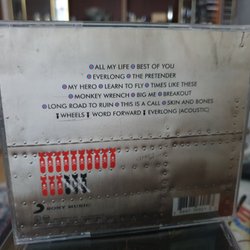 ALL MY LIFE BEST OF YOU
EVERLONG THE PRETENDER
MY HERO LEARN TO FLY TIMES LIKE THESE
MONKEY WRENCH BIG ME BREAKOUT
LONG ROAD TO RUIN THIS IS A CALL SKIN AND BONES
WHEELS WORD FORWARD EVERLONG (ACOUSTIC)
SONY MUSIC